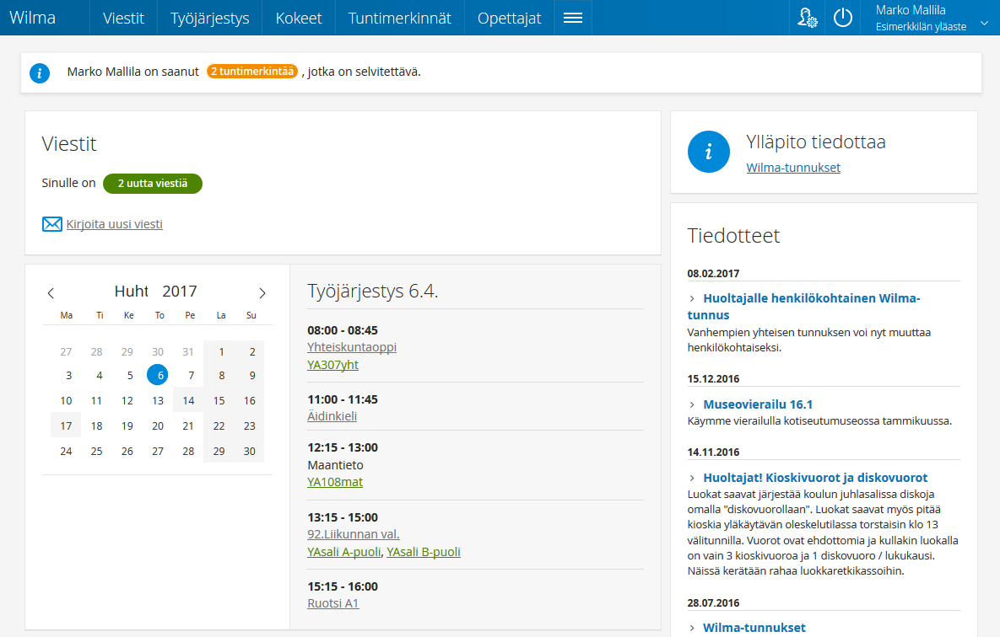 Wilma Viestit Työjärjestys Kokeet Tuntimerkinnät Opettajat
Marko Mallila
Esimerkkilän yläaste
Marko Mallila on saanut 2 tuntimerkintää , jotka on selvitettävä.
Viestit
Sinulle on 2 uutta viestiä
Kirjoita uusi viesti
Ylläpito tiedottaa
Wilma-tunnukset
Huht 2017
Ma Ti Ke To Pe La Su
27 28 29 30 31 1 2
3 4 5 6 7 8 9
10 11 12 13 14 15 16
17 18 19 20 21 22 23
24 25 26 27 28 29 30
Työjärjestys 6.4.
08:00 - 08:45
Yhteiskuntaoppi
YA307yht
11:00 - 11:45
Äidinkieli
12:15 - 13:00
Maantieto
YA108mat
13:15 - 15:00
92.Liikunnan val.
YAsali A-puoli, YAsali B-puoli
15:15 - 16:00
Ruotsi A1
Tiedotteet
08.02.2017
Huoltajalle henkilökohtainen Wilma-
tunnus
Vanhempien yhteisen tunnuksen voi nyt muuttaa
henkilökohtaiseksi.
15.12.2016
Museovierailu 16.1
Käymme vierailulla kotiseutumuseossa tammikuussa.
14.11.2016
Huoltajat! Kioskivuorot ja diskovuorot
Luokat saavat järjestää koulun juhlasalissa diskoja
omalla "diskovuorollaan". Luokat saavat myös pitää
kioskia yläkäytävän oleskelutilassa torstaisin klo 13
välitunnilla. Vuorot ovat ehdottomia ja kullakin luokalla
on vain 3 kioskivuoroa ja 1 diskovuoro / lukukausi.
Näissä kerätään rahaa luokkaretkikassoihin.
28.07.2016
Wilma-tunnukset